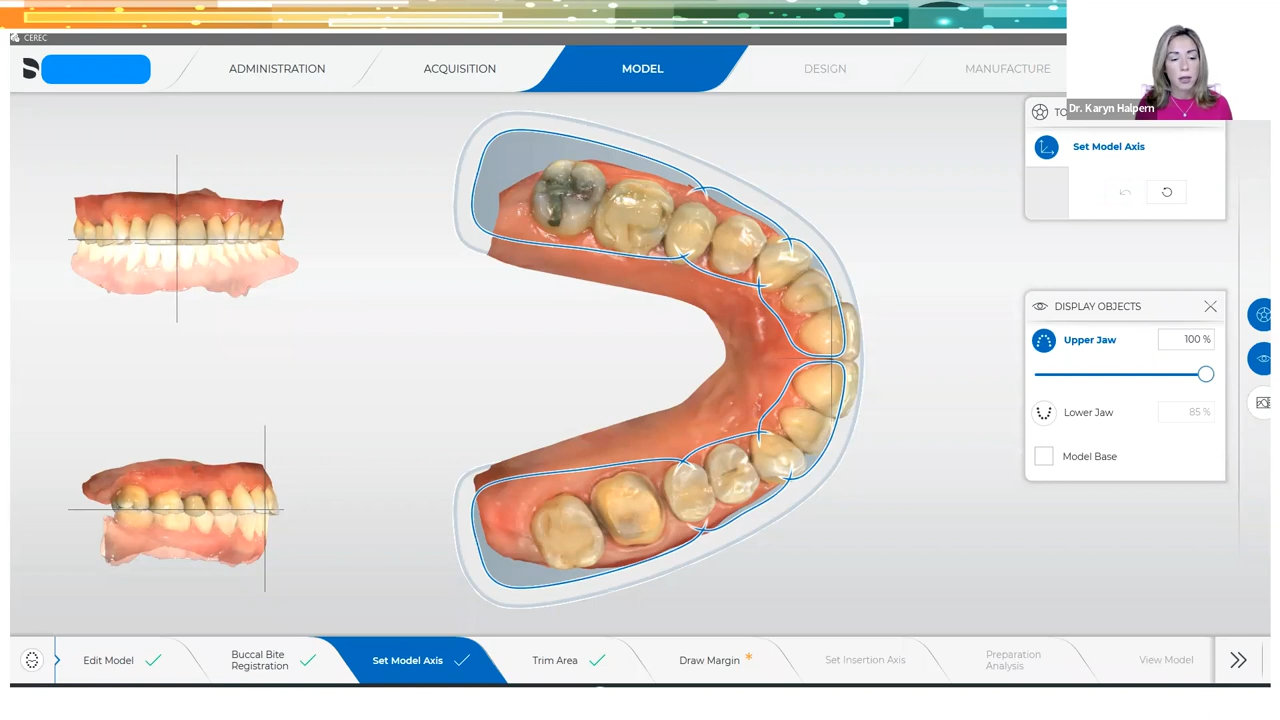 CEREC
ADMINISTRATION
ACQUISITION
MODEL
DESIGN
MANUFACTURE
Dr. Karyn Halpern
Set Model Axis
DISPLAY OBJECTS
Upper Jaw
100 %
Lower Jaw
85 %
Model Base
Edit Model
Buccal Bite
Registration
Set Model Axis
Trim Area
Draw Margin *
Set Insertion Axis
Preparation
Analysis
View Model